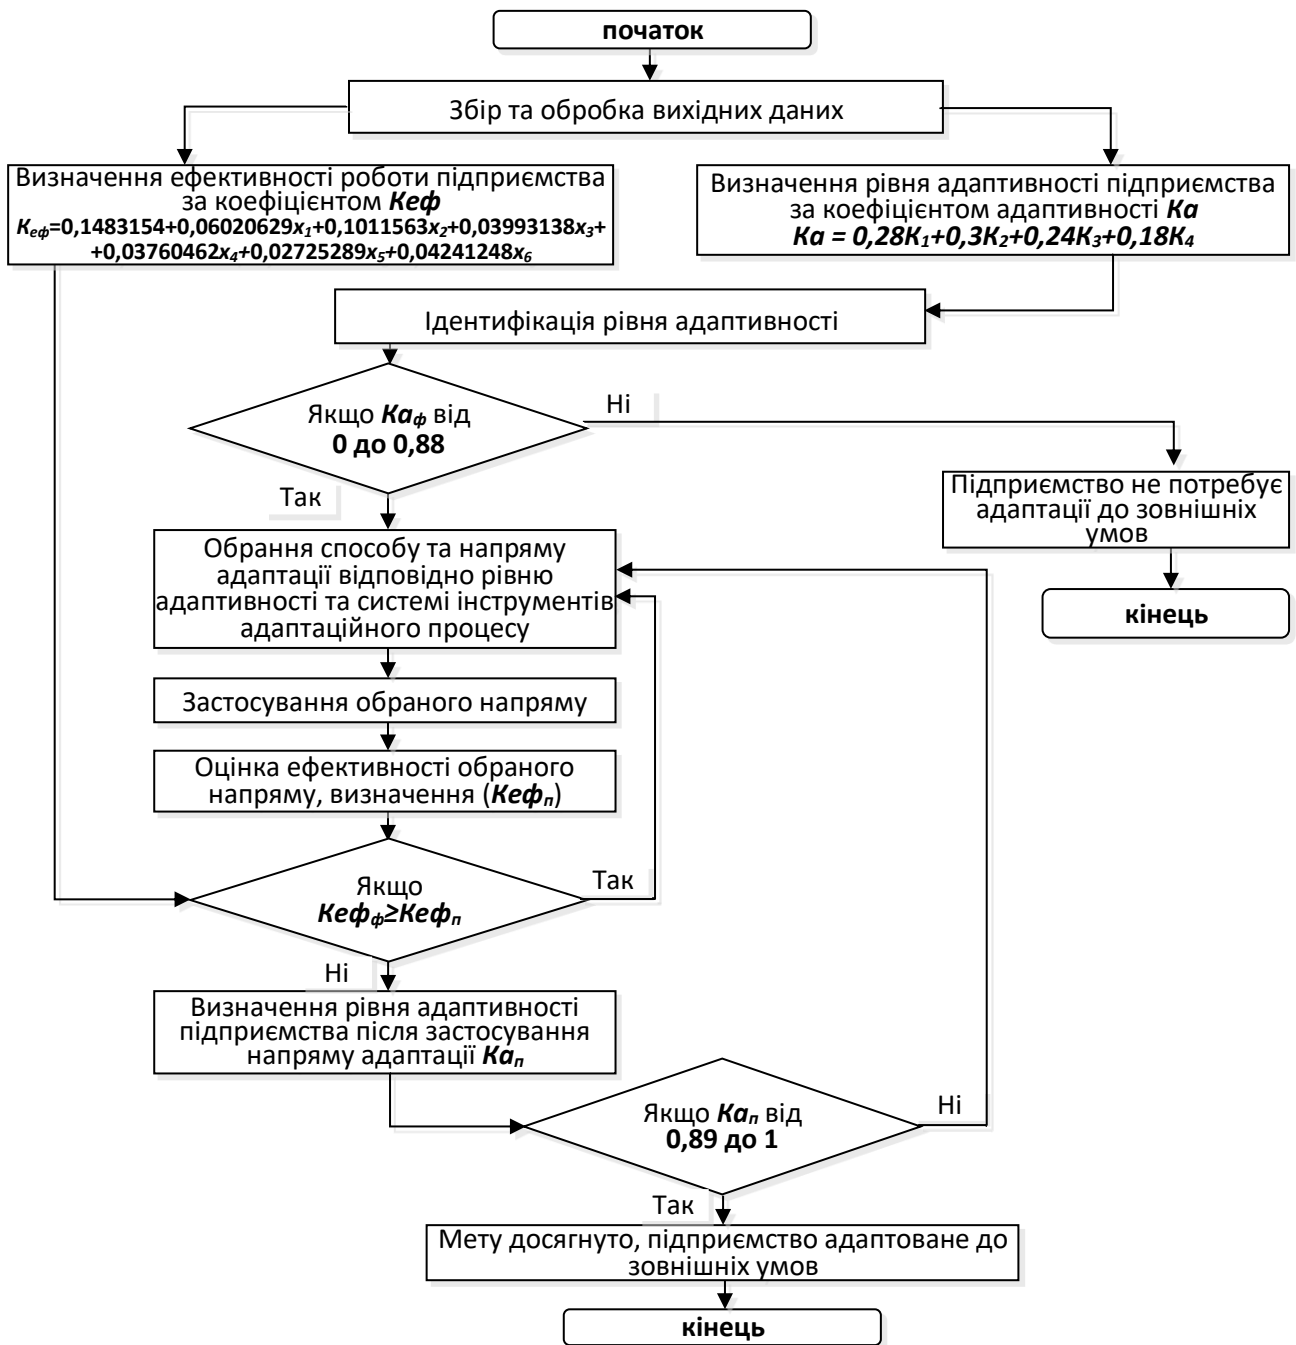 початок
Збір та обробка вихідних даних
Визначення ефективності роботи підприємства
за коефіцієнтом Кеф
Kеф=0,1483154+0,06020629x₁+0,1011563x₂+0,03993138x₃+
+0,03760462x₄+0,02725289x₅+0,04241248x₆
Визначення рівня адаптивності підприємства
за коефіцієнтом адаптивності Ка
Ка = 0,28К₁+0,3К₂+0,24К₃+0,18К₄
Ідентифікація рівня адаптивності
Якщо Каф від
0 до 0,88
Ні
Так
Підприємство не потребує
адаптації до зовнішніх
умов
кінець
Обрання способу та напряму
адаптації відповідно рівню
адаптивності та системі інструментів
адаптаційного процесу
Застосування обраного напряму
Оцінка ефективності обраного
напряму, визначення (Кефп)
Якщо
Кефф≥Кефп
Так
Ні
Визначення рівня адаптивності
підприємства після застосування
напряму адаптації Кап
Якщо Кап від
0,89 до 1
Ні
Так
Мету досягнуто, підприємство адаптоване до
зовнішніх умов
кінець